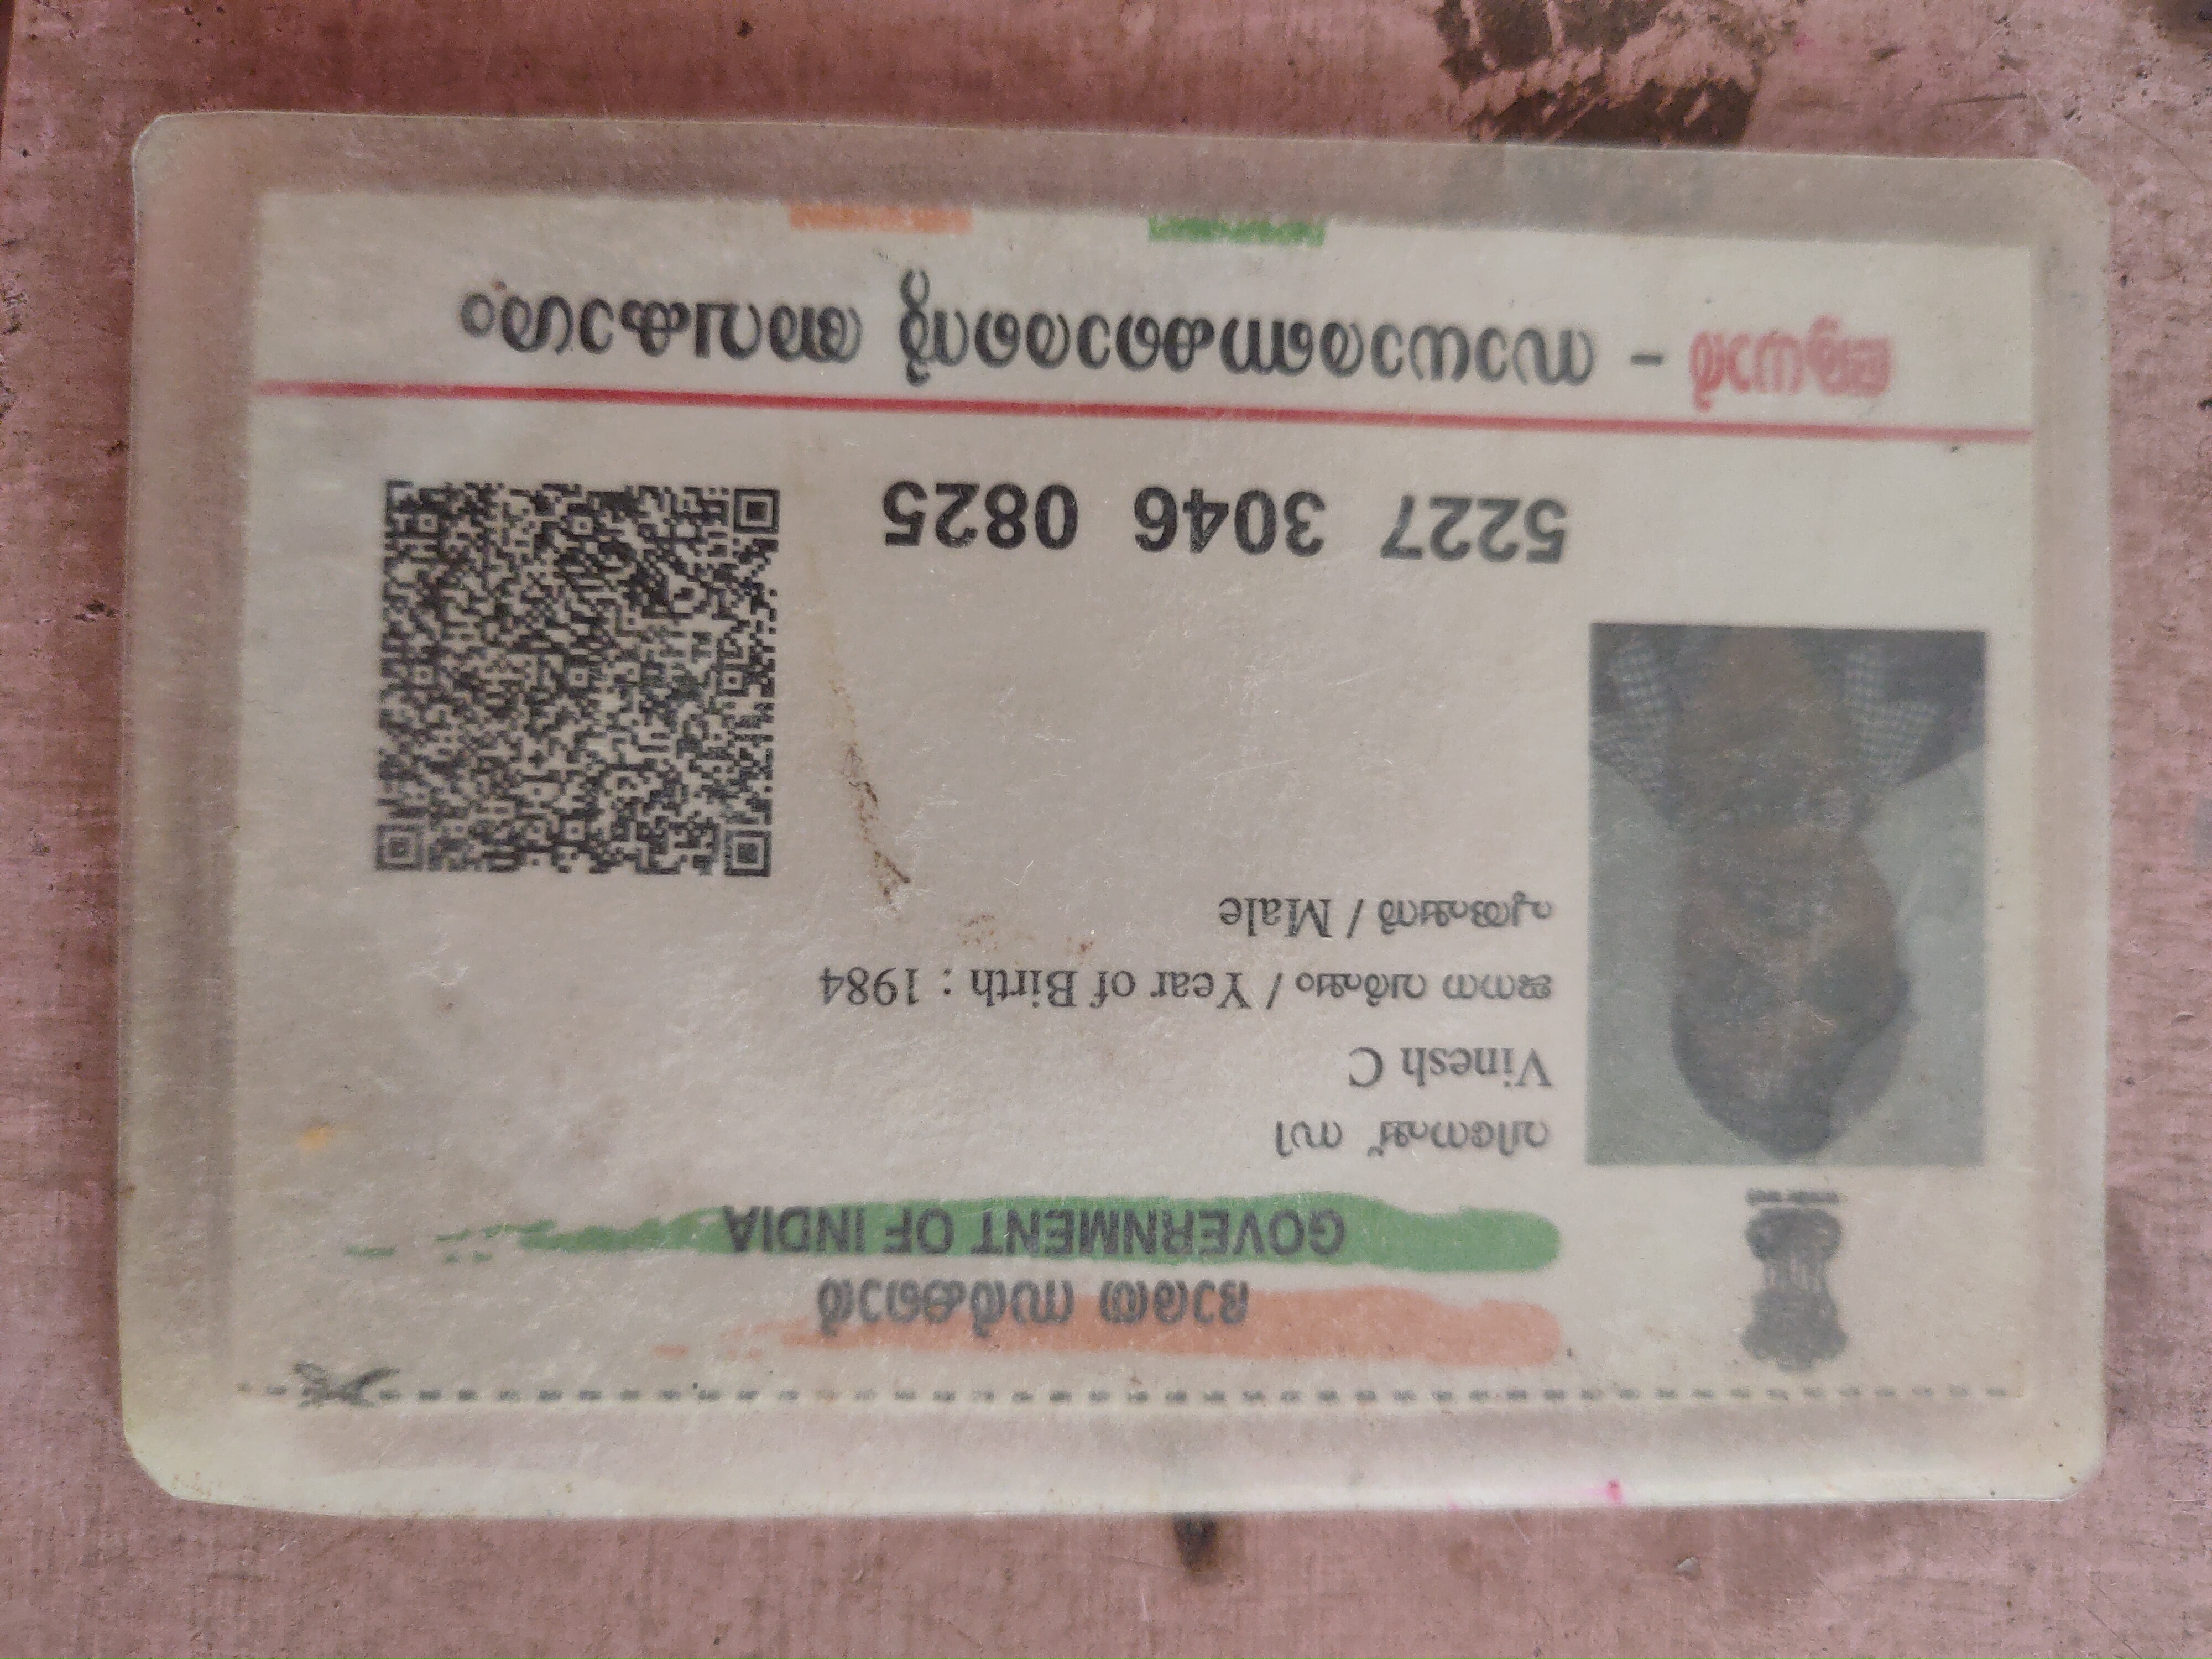 ഭാരത സർക്കാർ
GOVERNMENT OF INDIA
വിനേഷ് സി
Vinesh C
ജനന വർഷം / Year of Birth : 1984
പുരുഷൻ / Male
5227 3046 0825
ആധാർ - സാധാരണക്കാരന്റെ അവകാശം